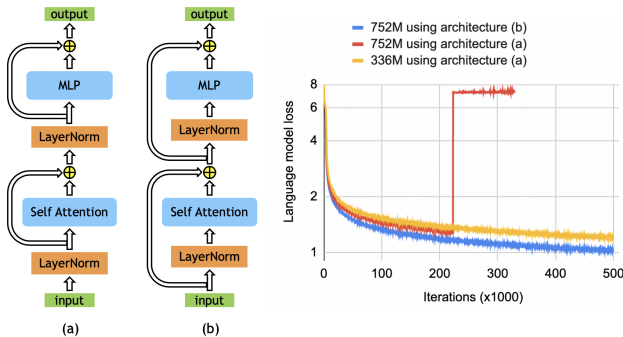 output
MLP
LayerNorm
Self Attention
LayerNorm
input
(a)
output
MLP
LayerNorm
Self Attention
LayerNorm
input
(b)
752M using architecture (b)
752M using architecture (a)
336M using architecture (a)
Language model loss
8
6
4
2
1
0
100
200
300
400
500
Iterations (x1000)